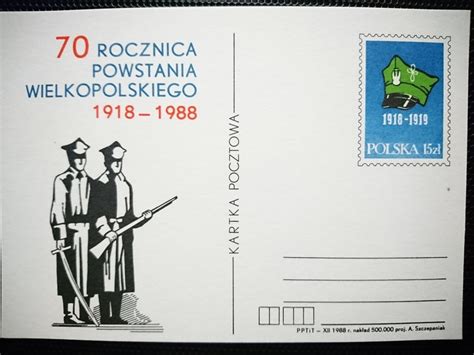 70 ROCZNICA
POWSTANIA
WIELKOPOLSKIEGO
1918 – 1988
KARTKA POCZTOWA
1918 -1919
POLSKA 15zł
PPTiT – XII 1988 r. nakład 500.000 proj. A. Szczepaniak